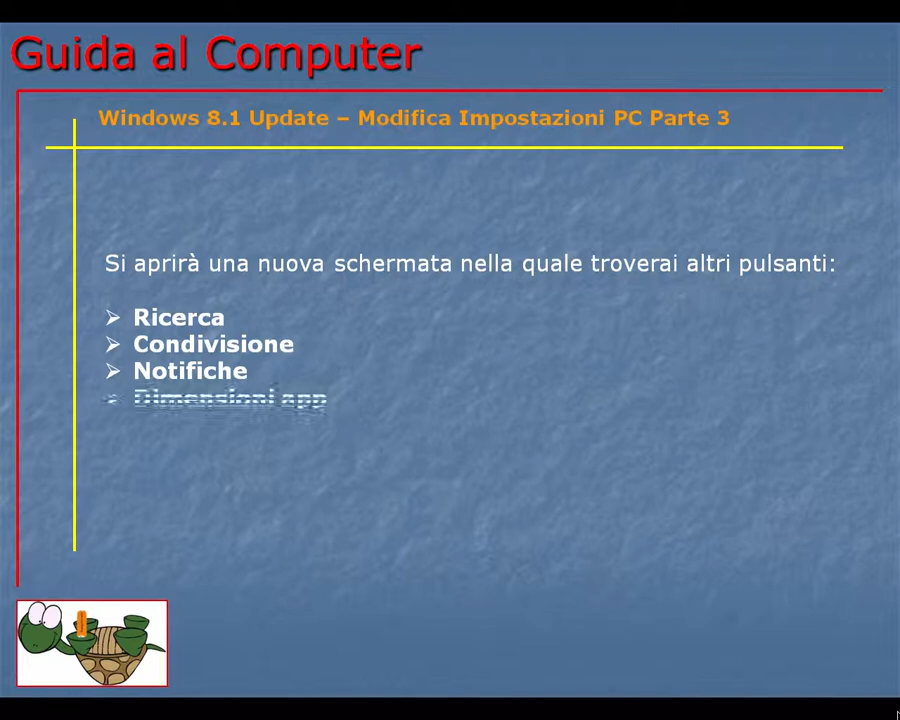 Guida al Computer
Windows 8.1 Update – Modifica Impostazioni PC Parte 3
Si aprirà una nuova schermata nella quale troverai altri pulsanti:
Ricerca
Condivisione
Notifiche
Dimensioni app